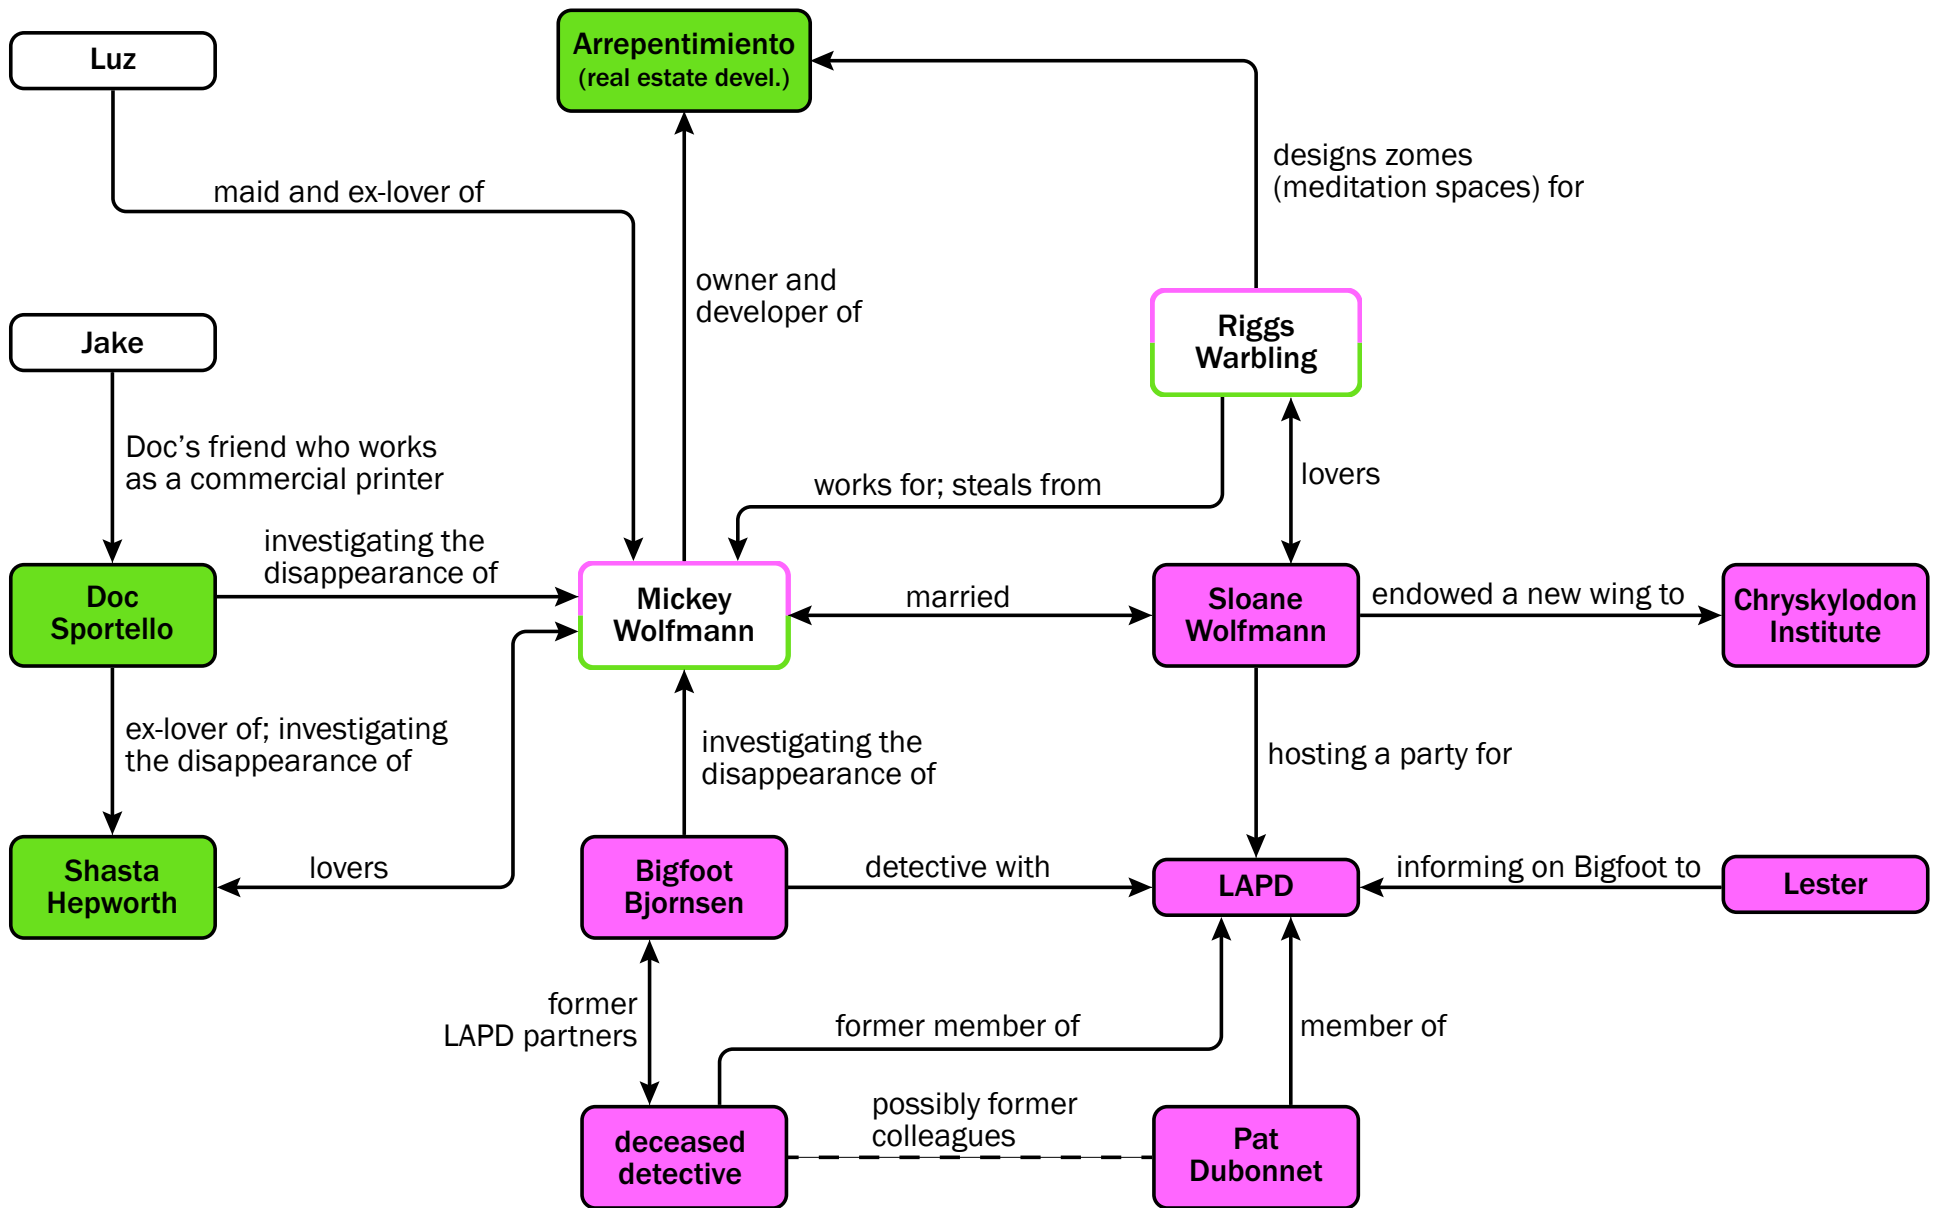 Luz
Arrepentimiento
(real estate devel.)
designs zomes
(meditation spaces) for
maid and ex-lover of
owner and
developer of
Jake
Riggs
Warbling
Doc’s friend who works
as a commercial printer
works for; steals from
lovers
investigating the
disappearance of
Doc
Sportello
Mickey
Wolfmann
married
Sloane
Wolfmann
endowed a new wing to
Chryskylodon
Institute
ex-lover of; investigating
the disappearance of
investigating the
disappearance of
hosting a party for
Shasta
Hepworth
lovers
Bigfoot
Bjornsen
detective with
LAPD
informing on Bigfoot to
Lester
former
LAPD partners
former member of
member of
possibly former
colleagues
deceased
detective
Pat
Dubonnet